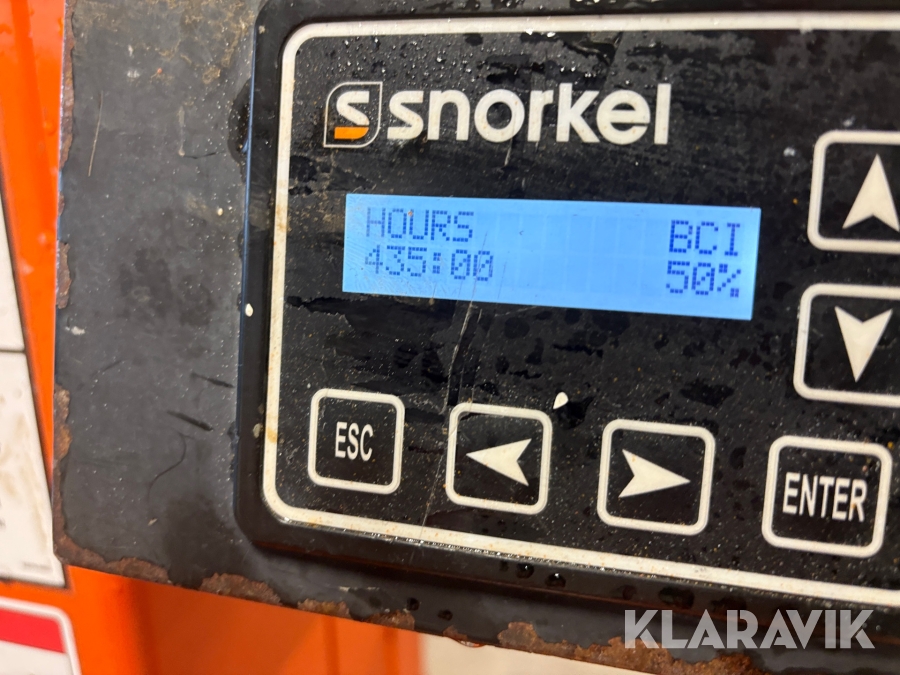 snorkel
HOURS BCI
435:00 50%
ESC
ENTER
KLARAVIK